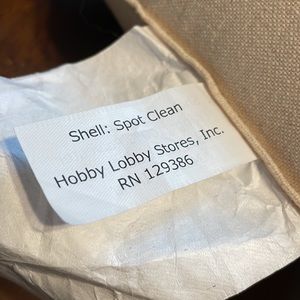 Shell: Spot Clean
Hobby Lobby Stores, Inc.
RN 129386